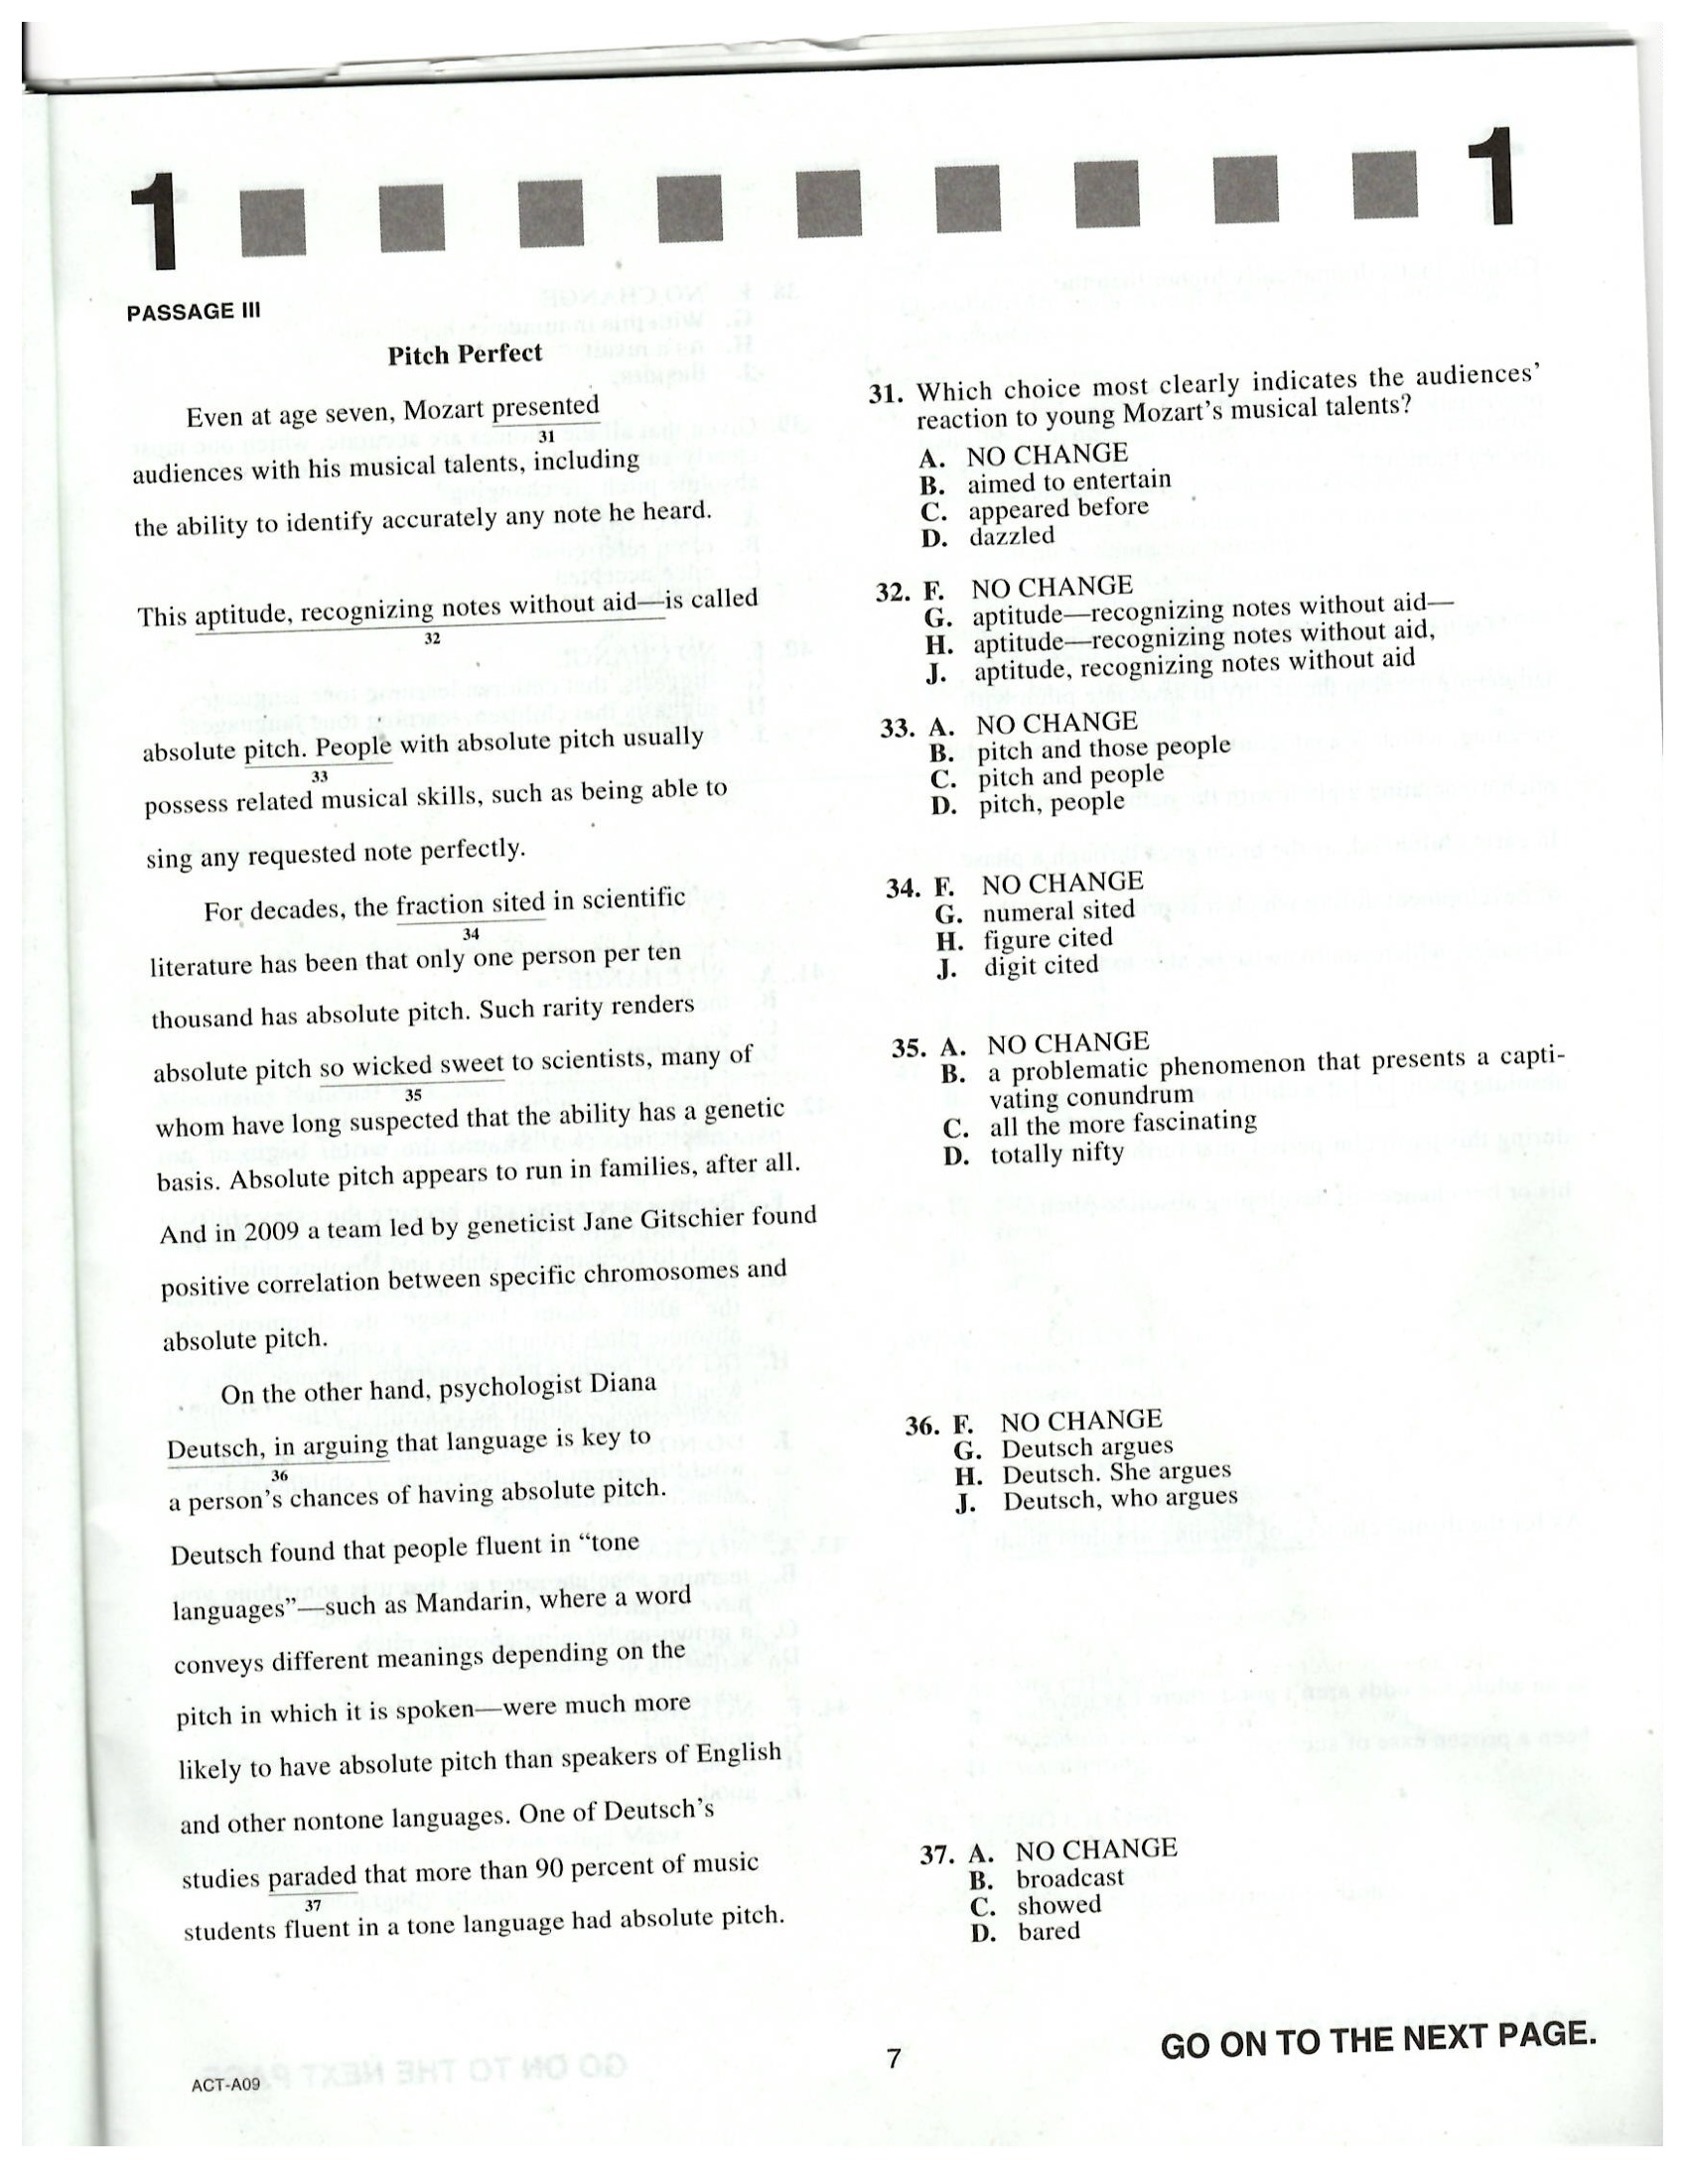 1 1
PASSAGE III
Pitch Perfect
Even at age seven, Mozart presented
31
audiences with his musical talents, including
the ability to identify accurately any note he heard.
This aptitude, recognizing notes without aid—is called
32
absolute pitch. People with absolute pitch usually
33
possess related musical skills, such as being able to
sing any requested note perfectly.
For decades, the fraction sited in scientific
34
literature has been that only one person per ten
thousand has absolute pitch. Such rarity renders
absolute pitch so wicked sweet to scientists, many of
35
whom have long suspected that the ability has a genetic
basis. Absolute pitch appears to run in families, after all.
And in 2009 a team led by geneticist Jane Gitschier found
positive correlation between specific chromosomes and
absolute pitch.
On the other hand, psychologist Diana
Deutsch, in arguing that language is key to
36
a person's chances of having absolute pitch.
Deutsch found that people fluent in “tone
languages”—such as Mandarin, where a word
conveys different meanings depending on the
pitch in which it is spoken—were much more
likely to have absolute pitch than speakers of English
and other nontone languages. One of Deutsch's
studies paraded that more than 90 percent of music
37
students fluent in a tone language had absolute pitch.
31. Which choice most clearly indicates the audiences'
reaction to young Mozart's musical talents?
A. NO CHANGE
B. aimed to entertain
C. appeared before
D. dazzled
32. F. NO CHANGE
G. aptitude—recognizing notes without aid—
H. aptitude—recognizing notes without aid,
J. aptitude, recognizing notes without aid
33. A. NO CHANGE
B. pitch and those people
C. pitch and people
D. pitch, people
34. F. NO CHANGE
G. numeral sited
H. figure cited
J. digit cited
35. A. NO CHANGE
B. a problematic phenomenon that presents a capti-
vating conundrum
C. all the more fascinating
D. totally nifty
36. F. NO CHANGE
G. Deutsch argues
H. Deutsch. She argues
J. Deutsch, who argues
37. A. NO CHANGE
B. broadcast
C. showed
D. bared
ACT-A09
7
GO ON TO THE NEXT PAGE.